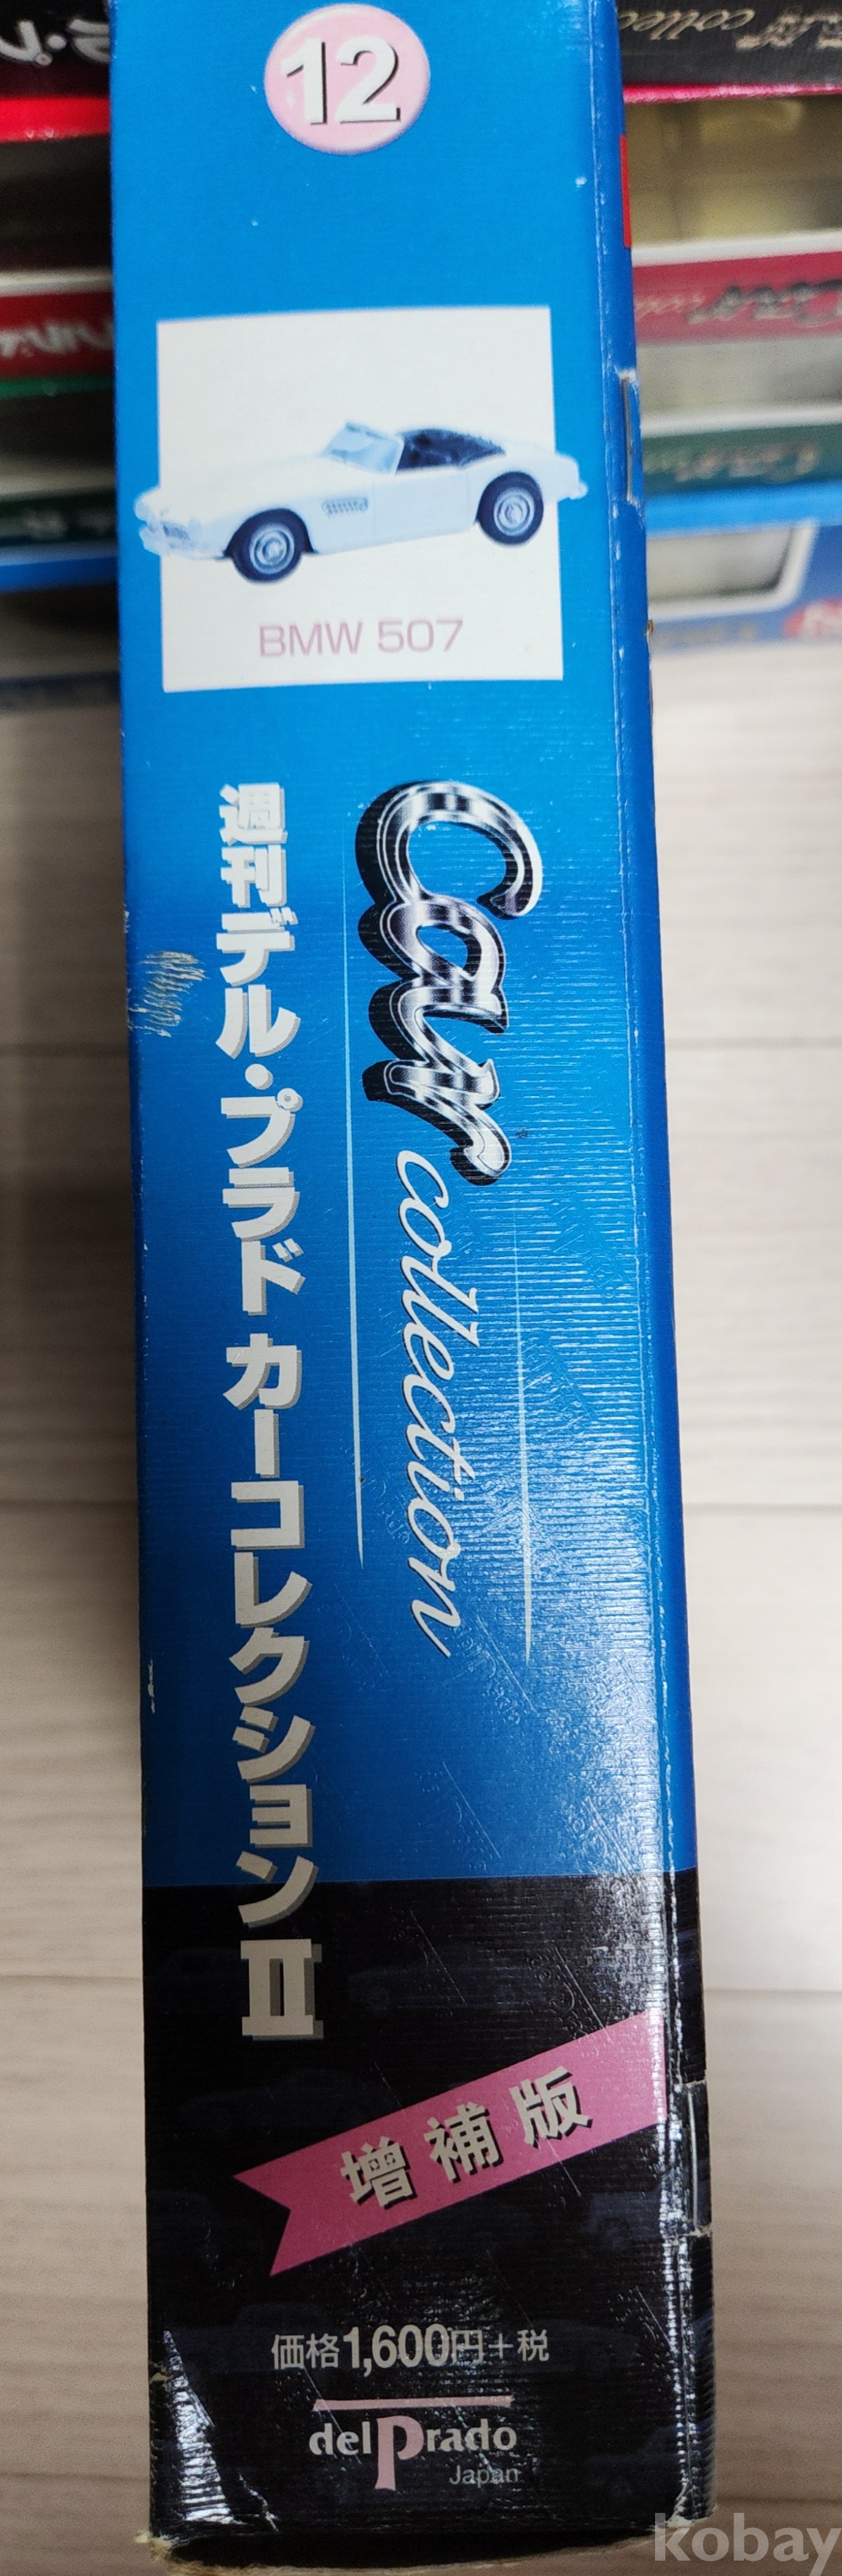 12
BMW 507
Car collection
週刊デル・プラド カーコレクションII
増補版
価格1,600円+税
delPrado
Japan
kobay